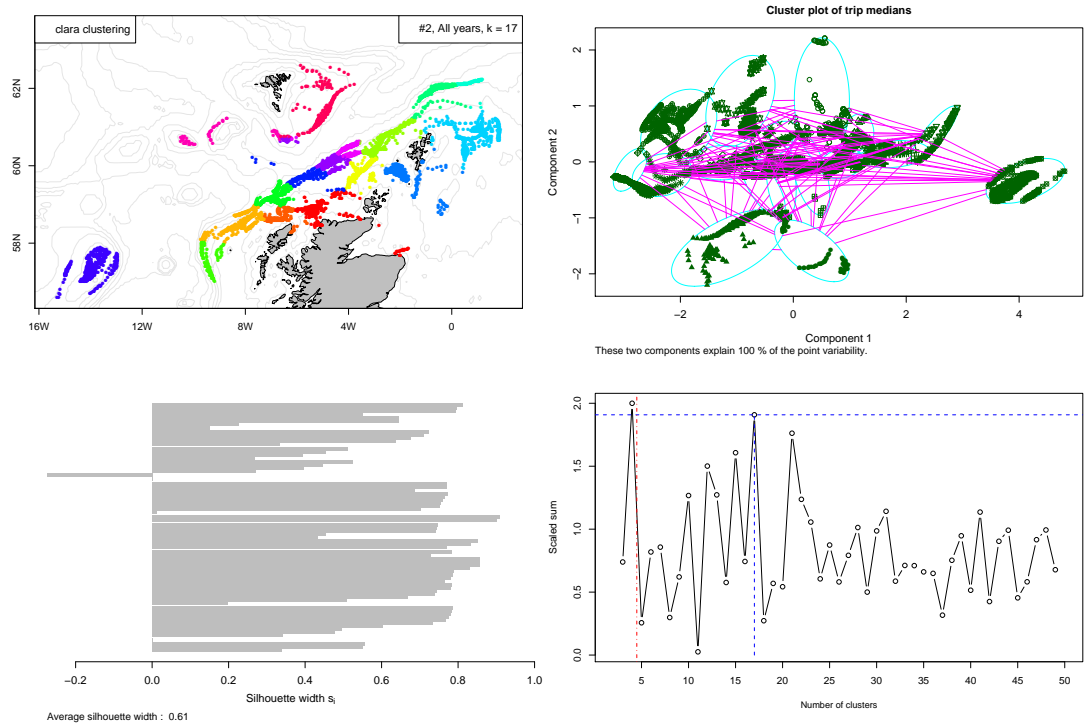 clara clustering
#2, All years, k = 17
62N
60N
58N
16W
12W
8W
4W
0
Cluster plot of trip medians
Component 2
2
1
0
−1
−2
−2
0
2
4
Component 1
These two components explain 100 % of the point variability.
−0.2
0.0
0.2
0.4
0.6
0.8
1.0
Silhouette width si
Average silhouette width : 0.61
Scaled sum
2.0
1.5
1.0
0.5
0.0
5
10
15
20
25
30
35
40
45
50
Number of clusters